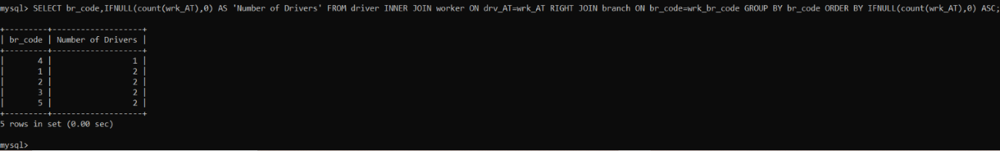 mysql> SELECT br_code,IFNULL(count(wrk_AT),0) AS 'Number of Drivers' FROM driver INNER JOIN worker ON drv_AT=wrk_AT RIGHT JOIN branch ON br_code=wrk_br_code GROUP BY br_code ORDER BY IFNULL(count(wrk_AT),0) ASC;
+---------+-------------------+
| br_code | Number of Drivers |
+---------+-------------------+
|       4 |                 1 |
|       1 |                 2 |
|       2 |                 2 |
|       3 |                 2 |
|       5 |                 2 |
+---------+-------------------+
5 rows in set (0.00 sec)
mysql>